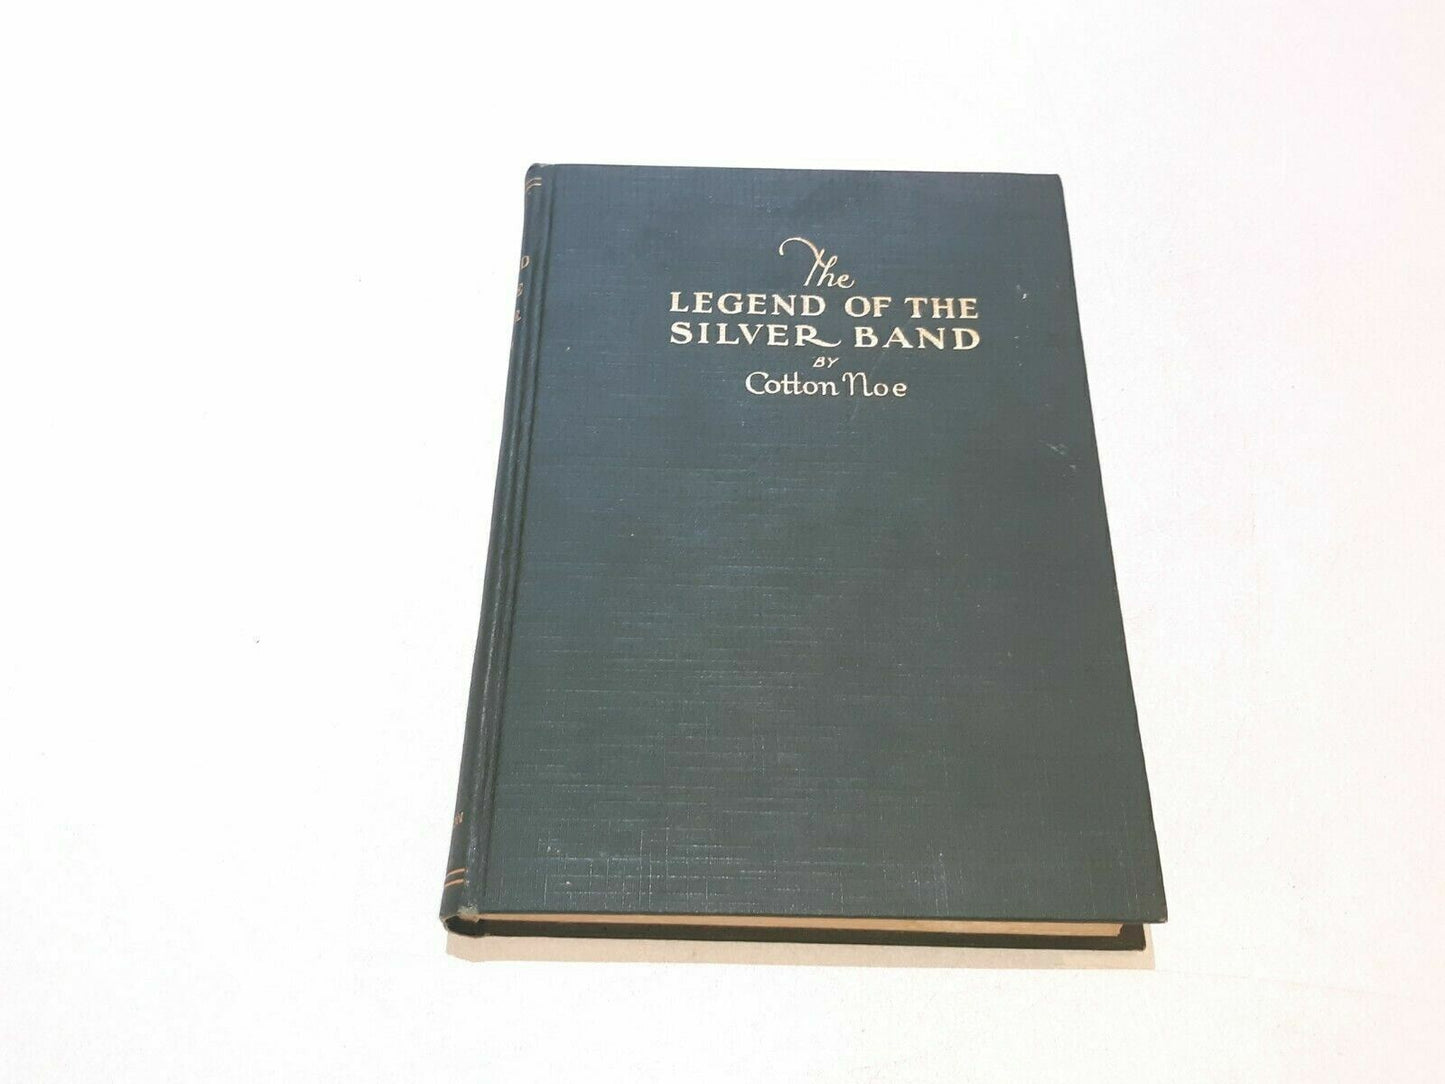 The
LEGEND OF THE
SILVER BAND
BY
Cotton Noe